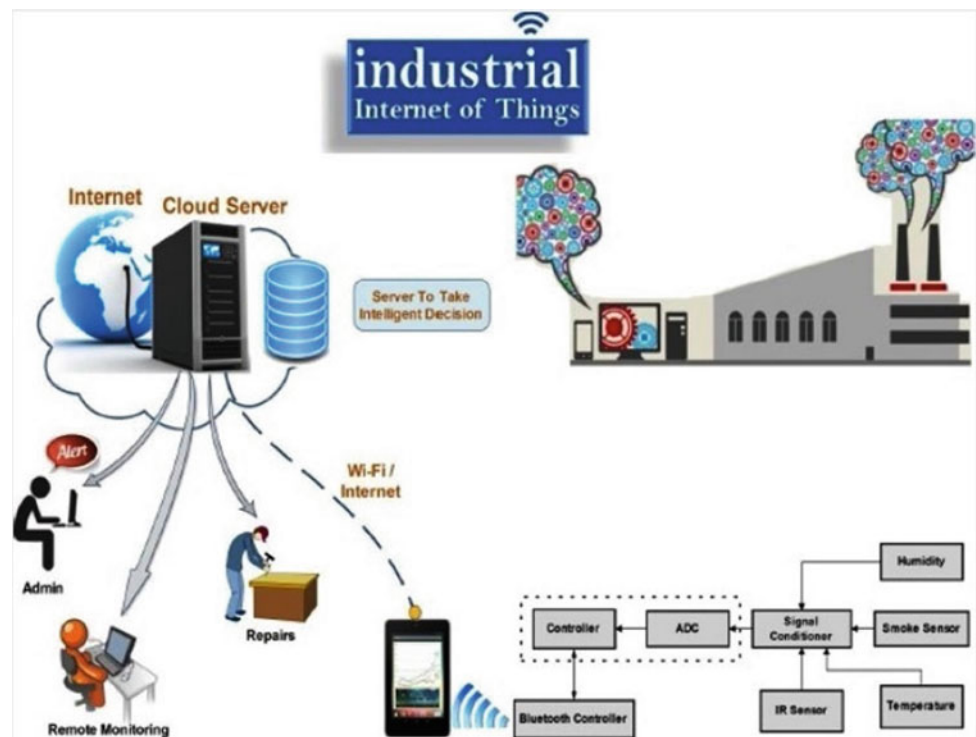 industrial
Internet of Things
Internet
Cloud Server
Server To Take
Intelligent Decision
Alert
Wi-Fi /
Internet
Admin
Repairs
Remote Monitoring
Humidity
Controller
ADC
Signal
Conditioner
Smoke Sensor
Bluetooth Controller
IR Sensor
Temperature